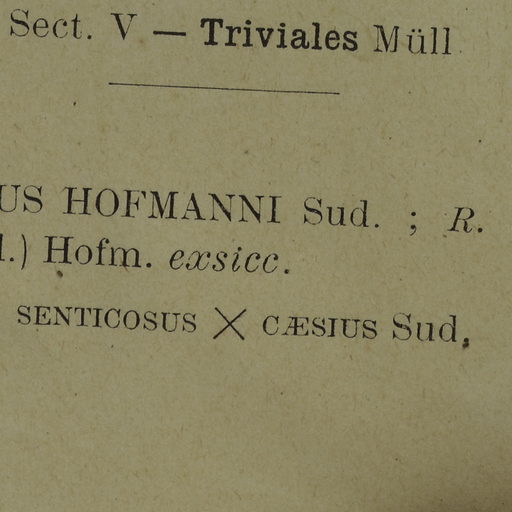 Sect. V — Triviales Müll.
US HOFMANNI Sud. ; R.
l.) Hofm. exsicc.
SENTICOSUS × CÆSIUS Sud.